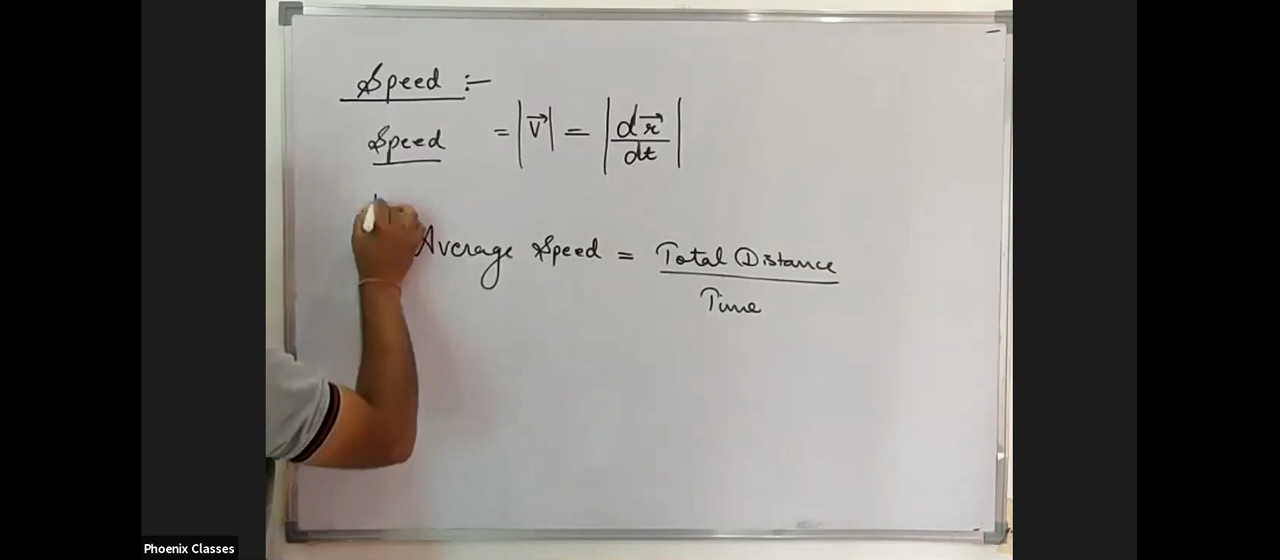 Speed :-
Speed = |V⃗| = |dr⃗/dt|
Average Speed = Total Distance / Time
Phoenix Classes